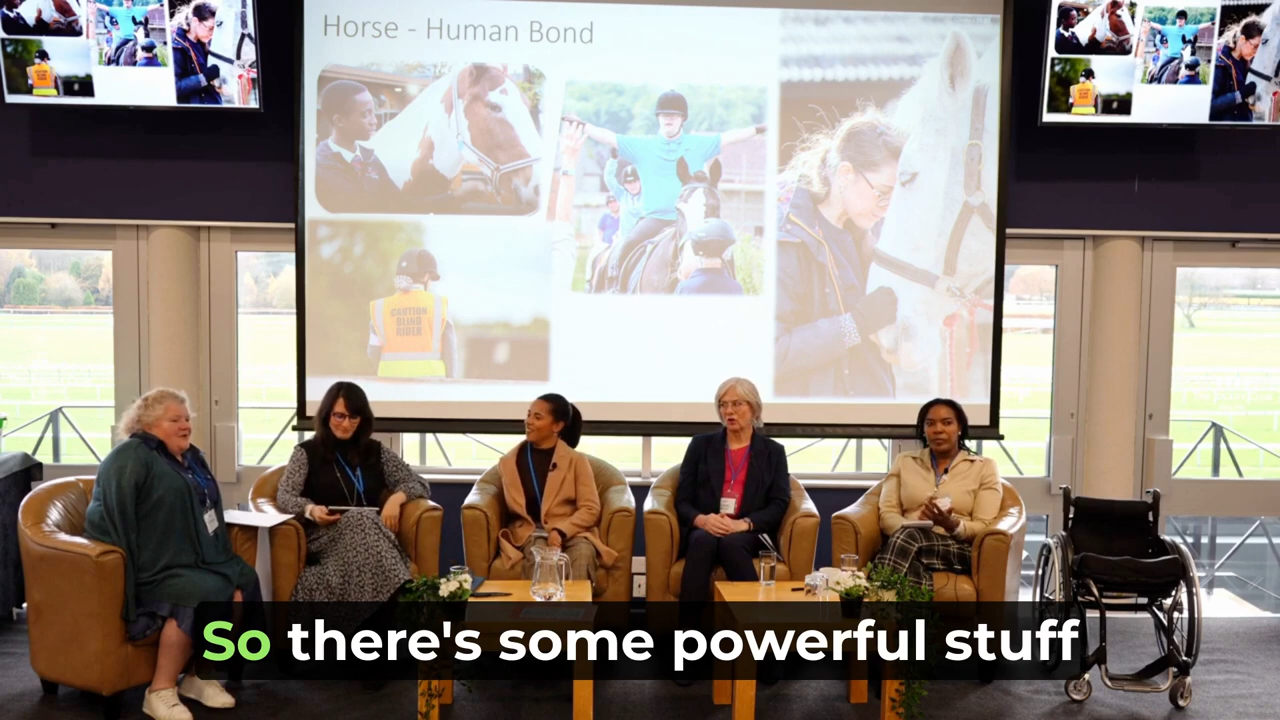 Horse - Human Bond
CAUTION
BLIND
RIDER
So there's some powerful stuff